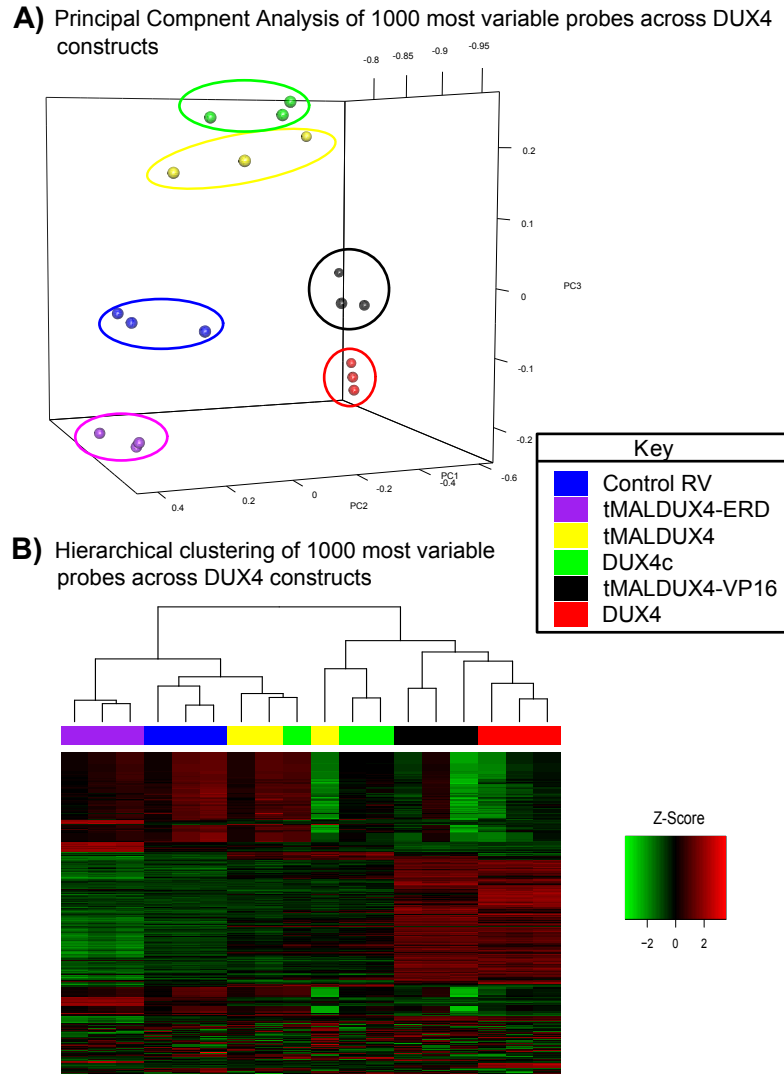 A) Principal Compnent Analysis of 1000 most variable probes across DUX4
constructs
-0.8 -0.85 -0.9 -0.95
0.2
0.1
0
-0.1
-0.2
PC3
0.4 0.2 0 -0.2 -0.4 -0.6
PC2
PC1
Key
Control RV
tMALDUX4-ERD
tMALDUX4
DUX4c
tMALDUX4-VP16
DUX4
B) Hierarchical clustering of 1000 most variable
probes across DUX4 constructs
Z-Score
−2 0 2